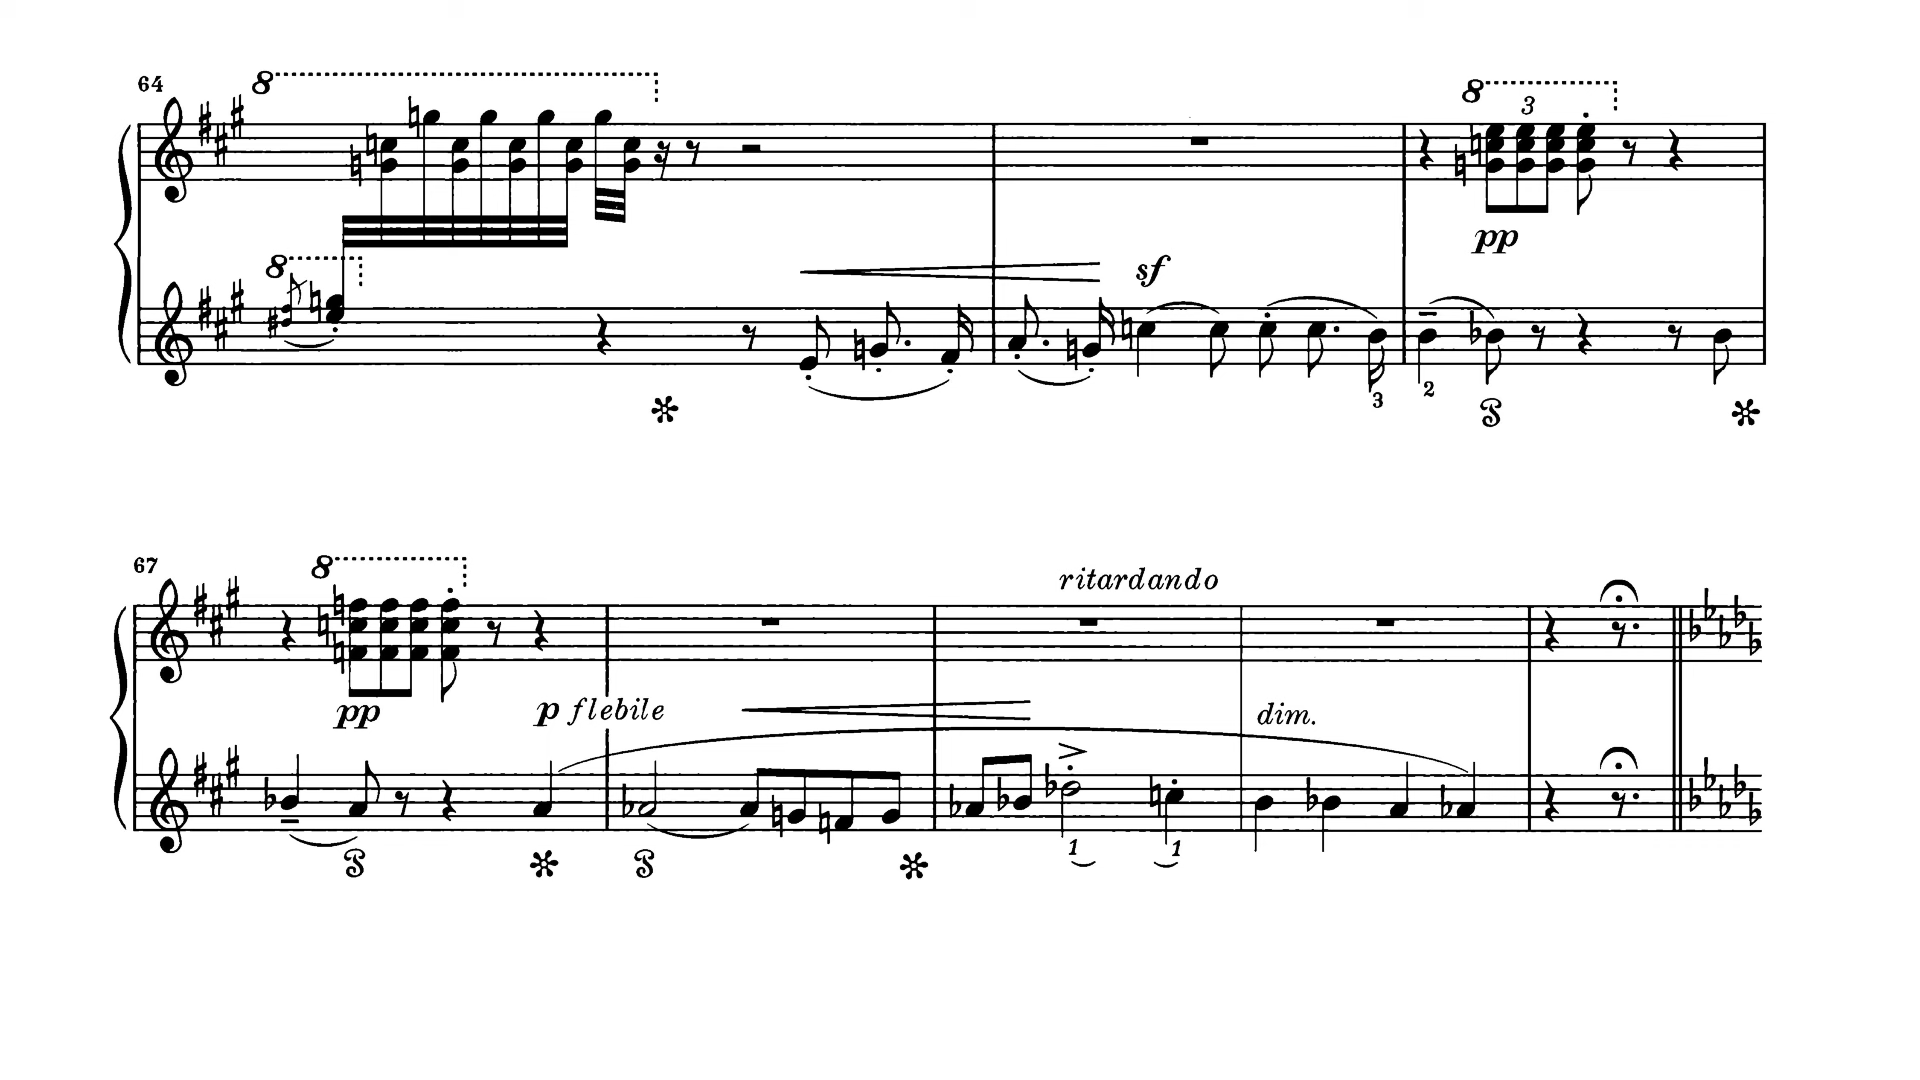 64 8 8
3
8
pp
sf
3 2
67 8
ritardando
pp p flebile dim.
1 1